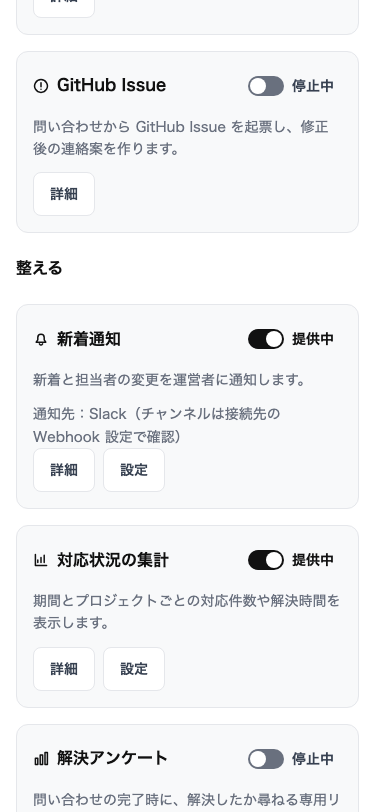 詳細
GitHub Issue
停止中
問い合わせから GitHub Issue を起票し、修正
後の連絡案を作ります。
詳細
整える
新着通知
提供中
新着と担当者の変更を運営者に通知します。
通知先：Slack（チャンネルは接続先の
Webhook 設定で確認）
詳細
設定
対応状況の集計
提供中
期間とプロジェクトごとの対応件数や解決時間を
表示します。
詳細
設定
解決アンケート
停止中
問い合わせの完了時に、解決したか尋ねる専用リ